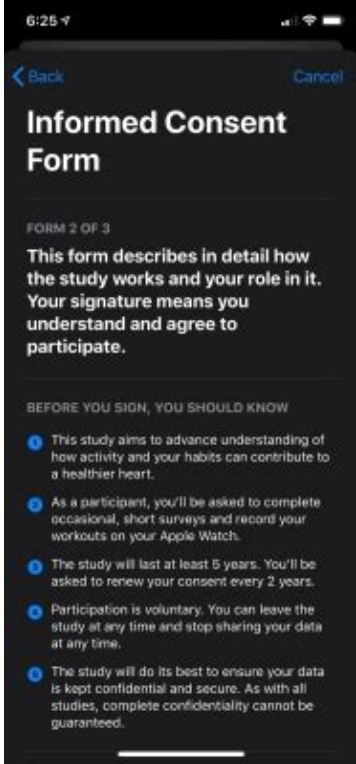 6:25
Back
Cancel
Informed Consent
Form
FORM 2 OF 3
This form describes in detail how
the study works and your role in it.
Your signature means you
understand and agree to
participate.
BEFORE YOU SIGN, YOU SHOULD KNOW
1 This study aims to advance understanding of
how activity and your habits can contribute to
a healthier heart.
2 As a participant, you'll be asked to complete
occasional, short surveys and record your
workouts on your Apple Watch.
3 The study will last at least 5 years. You'll be
asked to renew your consent every 2 years.
4 Participation is voluntary. You can leave the
study at any time and stop sharing your data
at any time.
5 The study will do its best to ensure your data
is kept confidential and secure. As with all
studies, complete confidentiality cannot be
guaranteed.